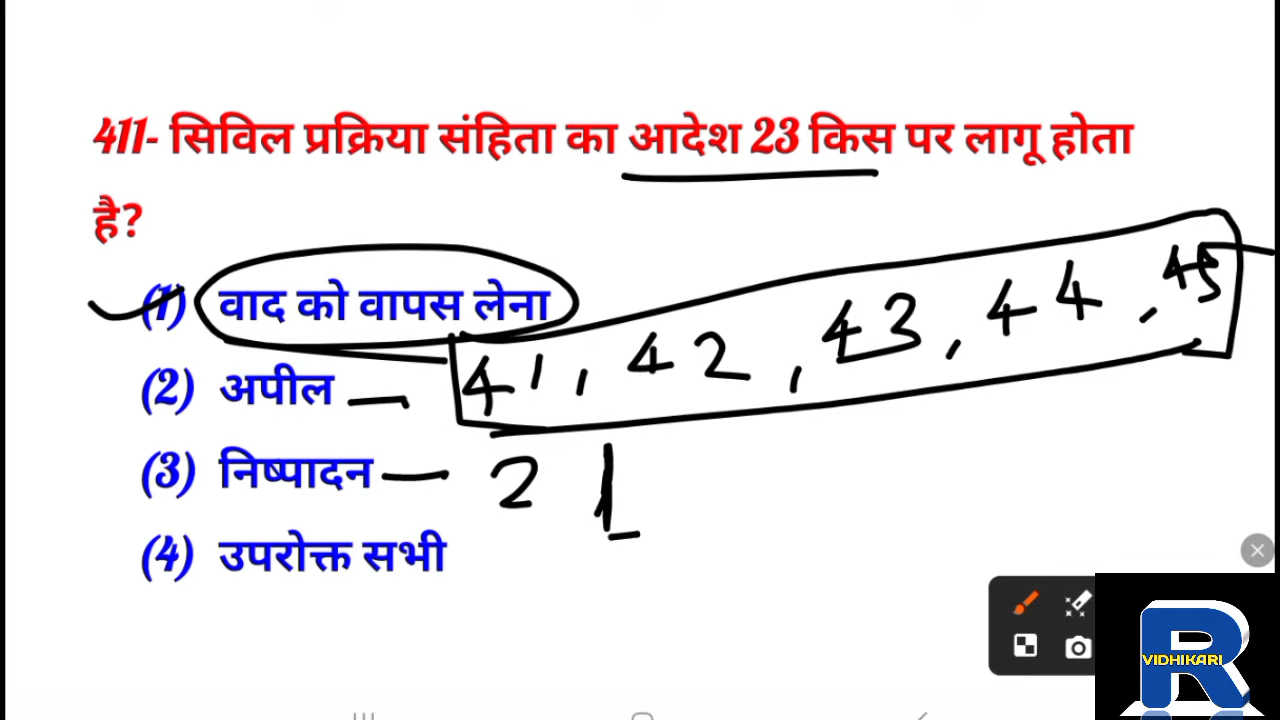 411- सिविल प्रक्रिया संहिता का आदेश 23 किस पर लागू होता
है?
(1) वाद को वापस लेना
(2) अपील — 41, 42, 43, 44, 45
(3) निष्पादन — 21
(4) उपरोक्त सभी
R
VIDHIKARI